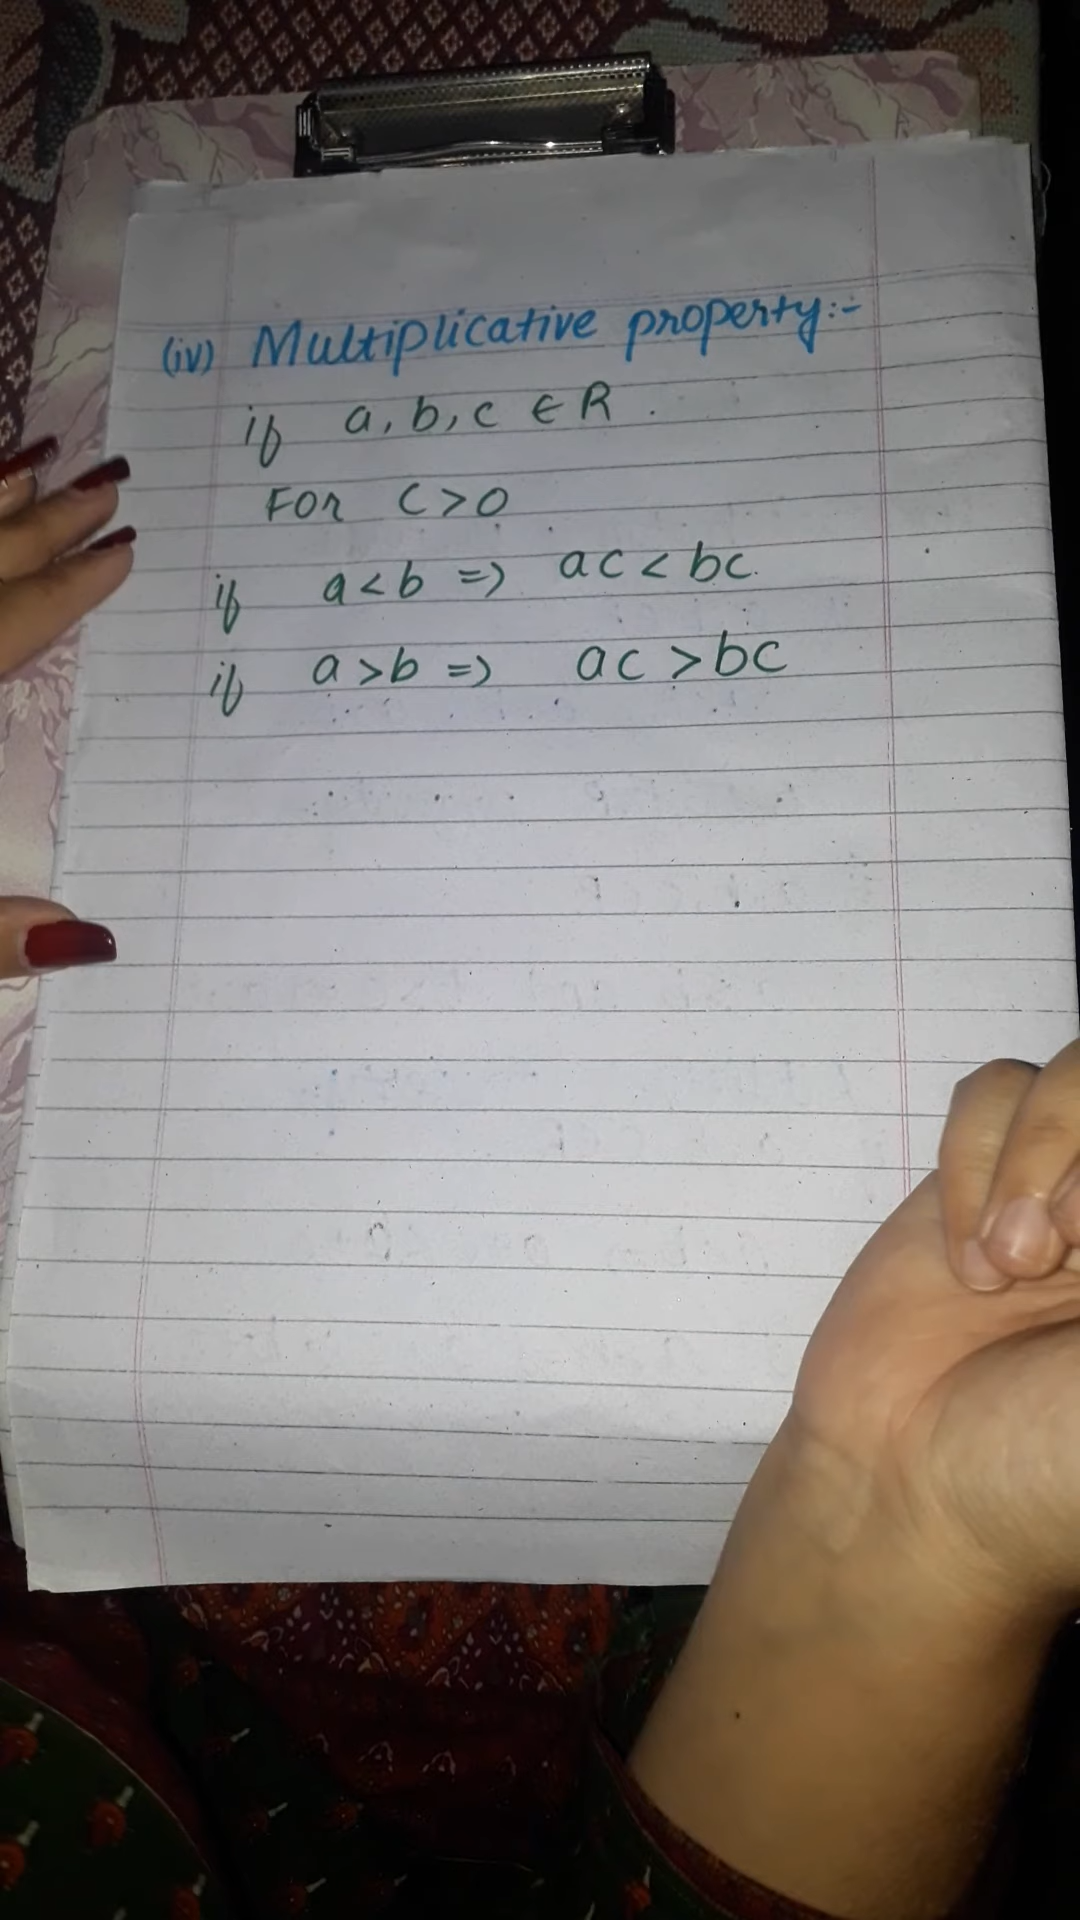 (iv) Multiplicative property:-
if a, b, c ∈ R.
FOR C>0
if a<b => ac < bc.
if a>b => ac >bc